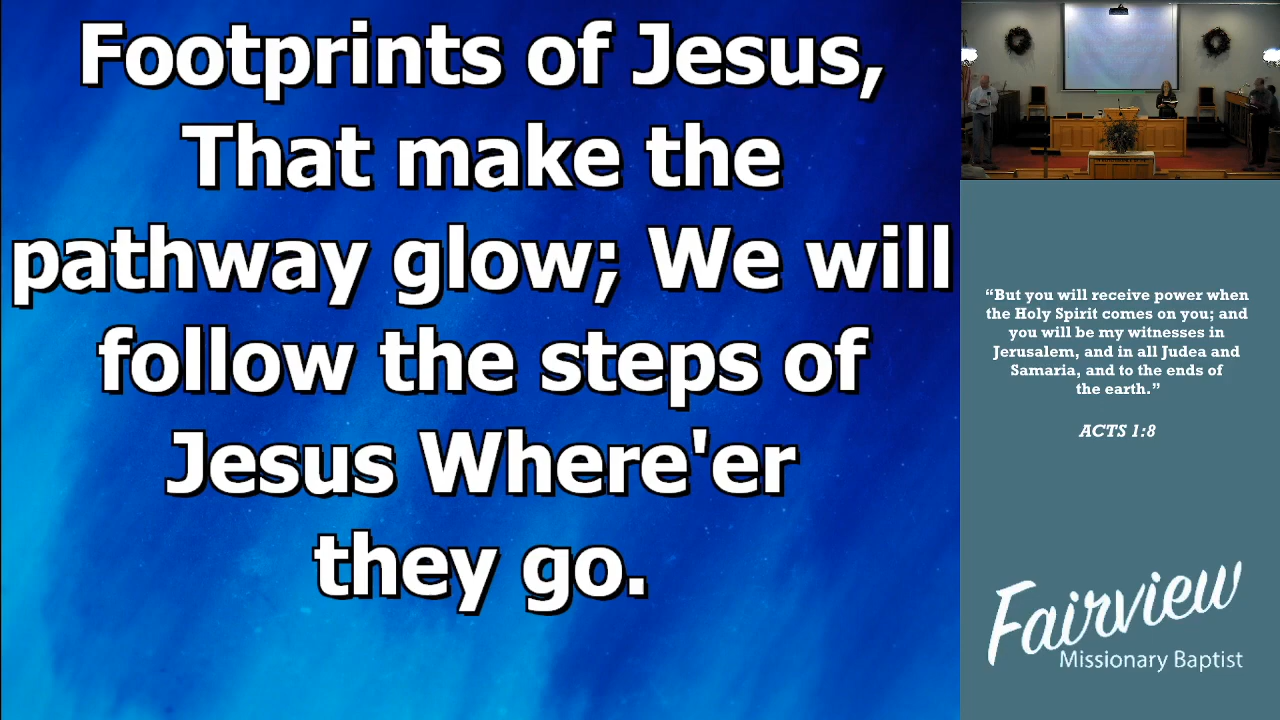 Footprints of Jesus,
That make the
pathway glow; We will
follow the steps of
Jesus Where'er
they go.
“But you will receive power when
the Holy Spirit comes on you; and
you will be my witnesses in
Jerusalem, and in all Judea and
Samaria, and to the ends of
the earth.”
ACTS 1:8
Fairview
Missionary Baptist